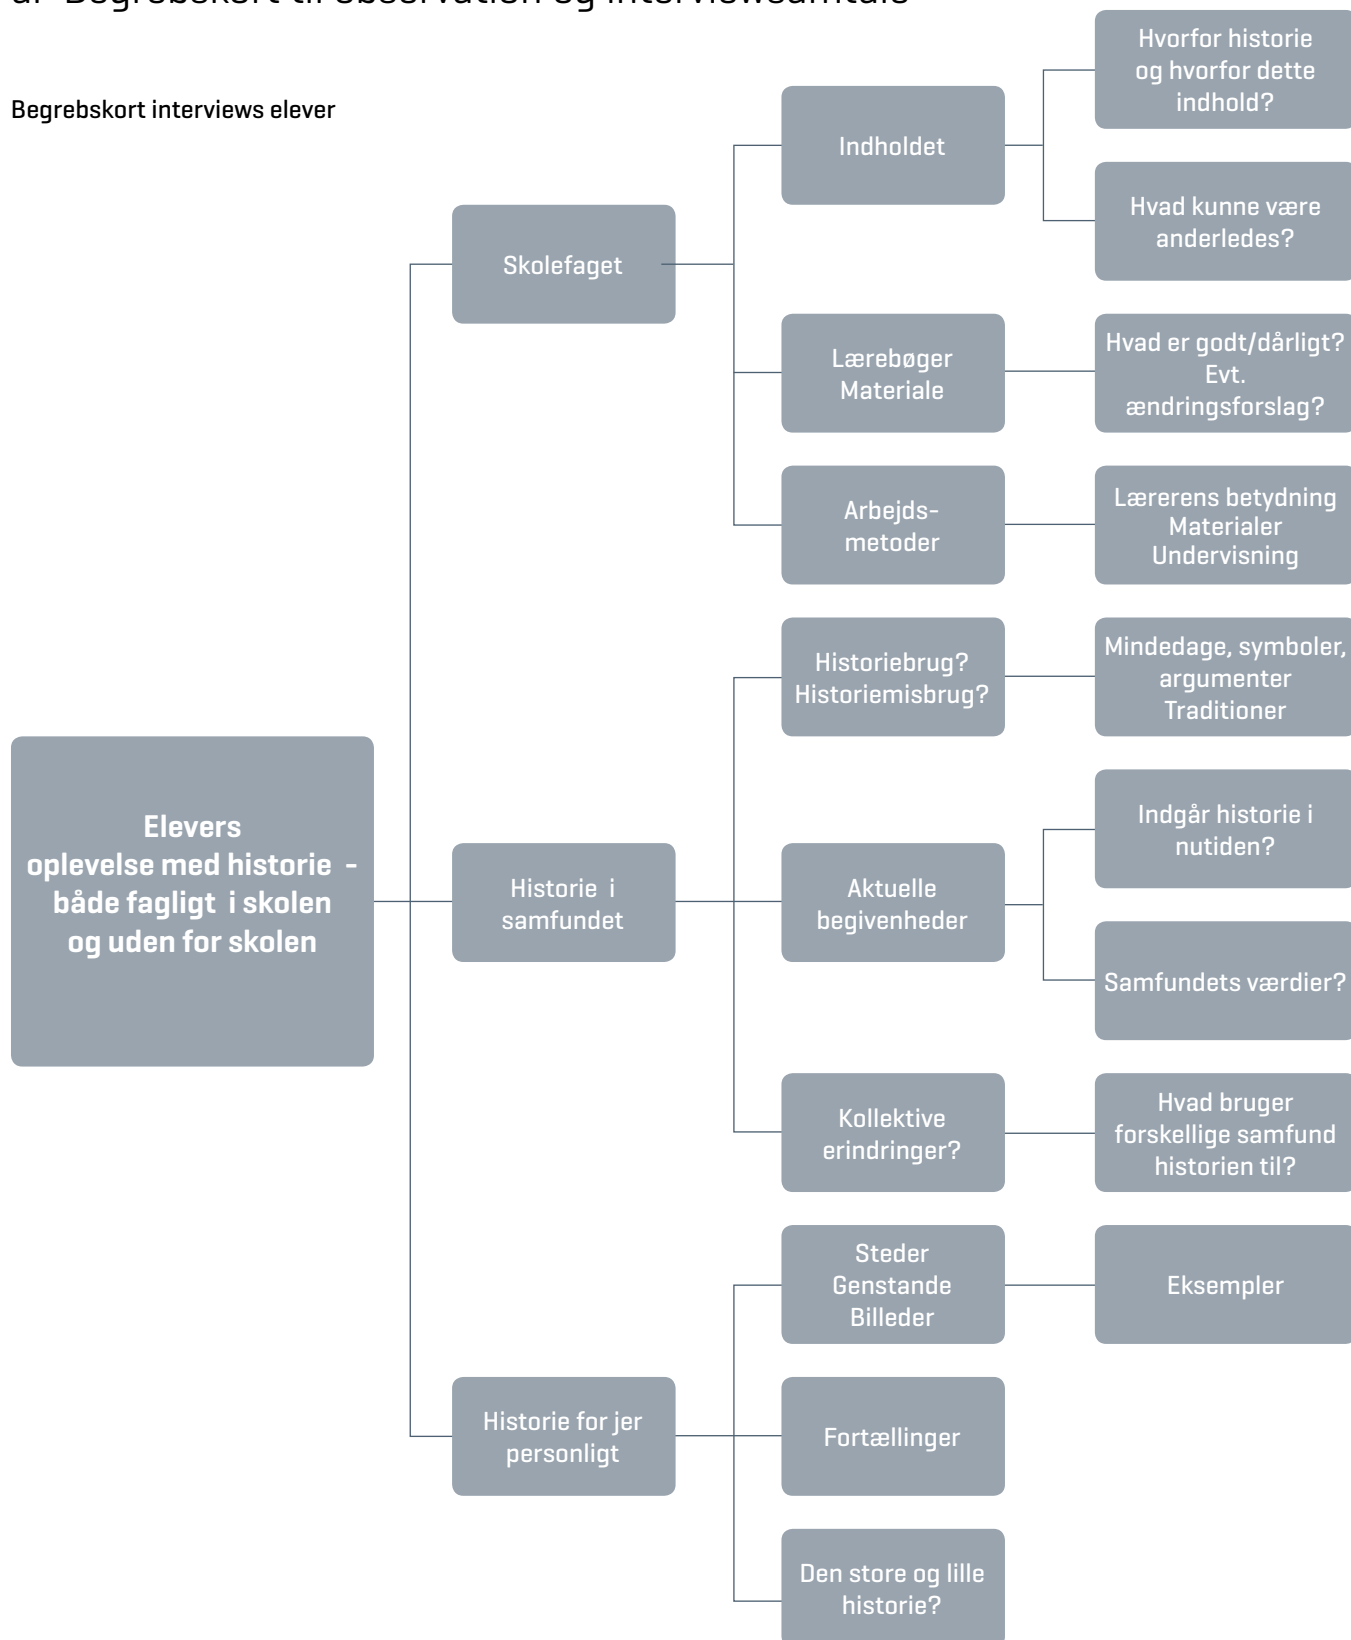 Begrebskort interviews elever
Elevers
oplevelse med historie -
både fagligt i skolen
og uden for skolen
Skolefaget
Indholdet
Hvorfor historie
og hvorfor dette
indhold?
Hvad kunne være
anderledes?
Lærebøger
Materiale
Hvad er godt/dårligt?
Evt.
ændringsforslag?
Arbejds-
metoder
Lærerens betydning
Materialer
Undervisning
Historie i
samfundet
Historiebrug?
Historiemisbrug?
Mindedage, symboler,
argumenter
Traditioner
Aktuelle
begivenheder
Indgår historie i
nutiden?
Samfundets værdier?
Kollektive
erindringer?
Hvad bruger
forskellige samfund
historien til?
Historie for jer
personligt
Steder
Genstande
Billeder
Eksempler
Fortællinger
Den store og lille
historie?